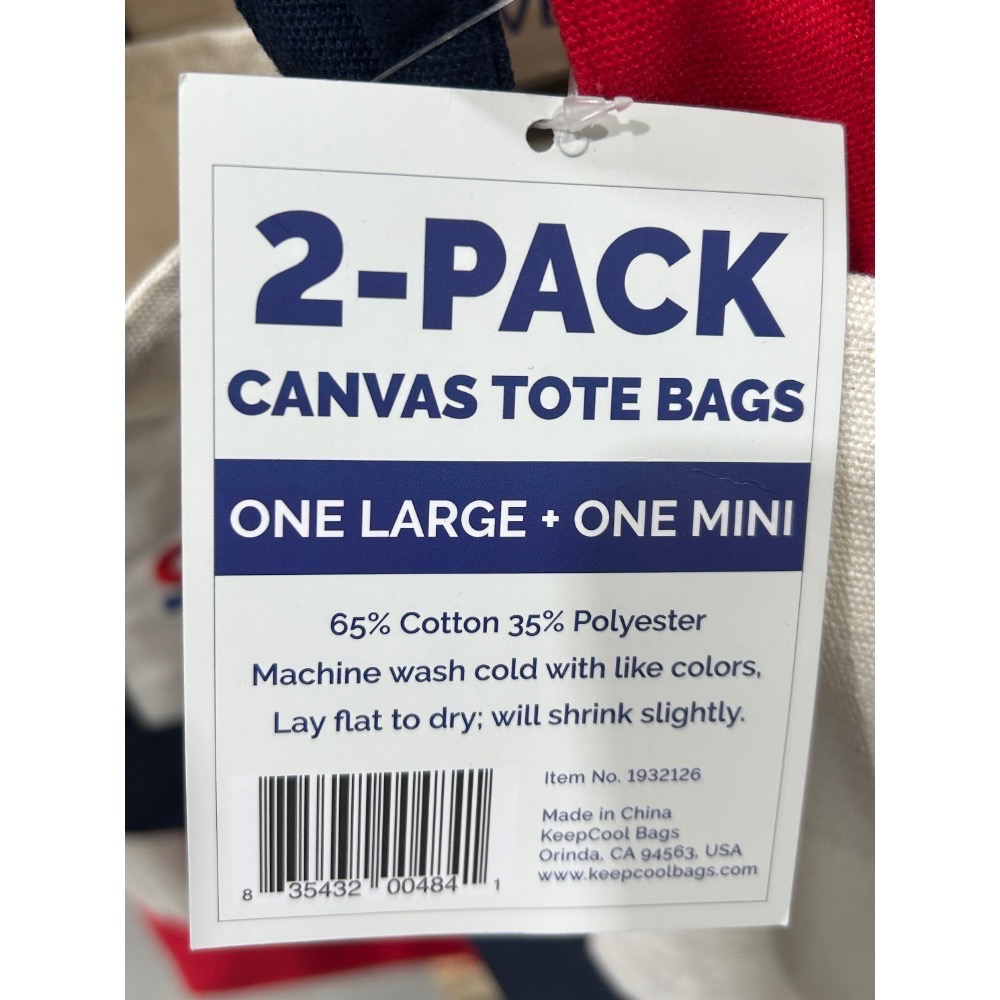 2-PACK
CANVAS TOTE BAGS
ONE LARGE + ONE MINI
65% Cotton 35% Polyester
Machine wash cold with like colors,
Lay flat to dry; will shrink slightly.
Item No. 1932126
Made in China
KeepCool Bags
Orinda, CA 94563, USA
www.keepcoolbags.com
8 35432 00484 1